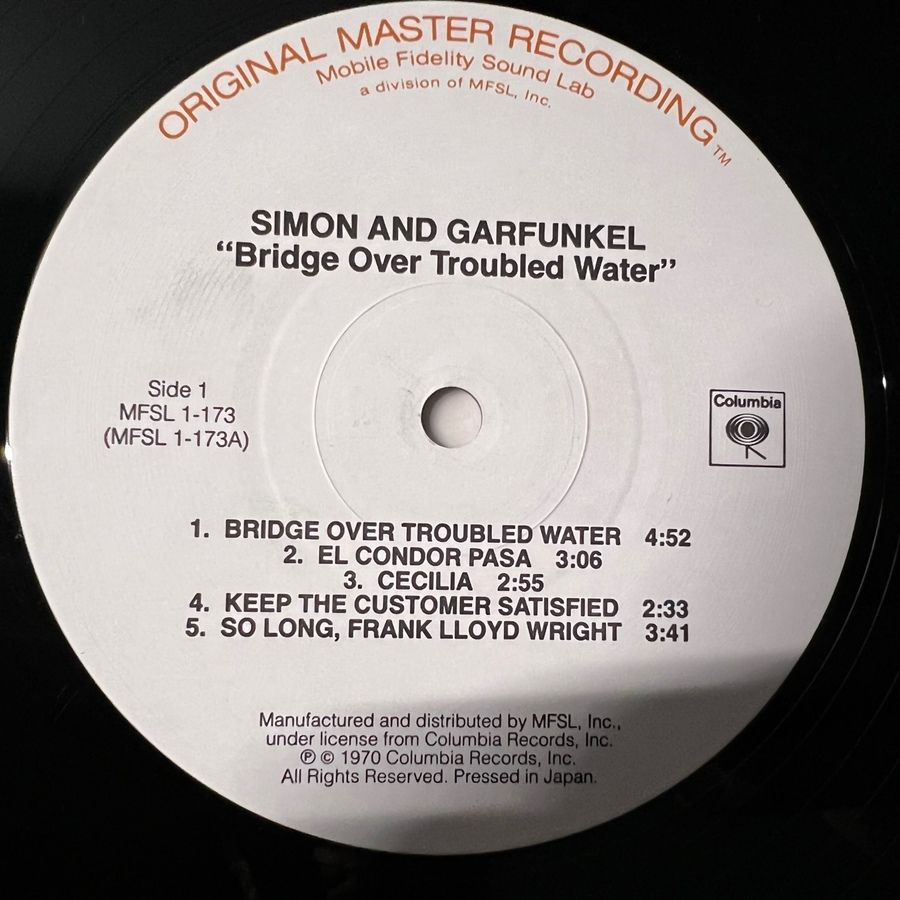 ORIGINAL MASTER RECORDING™
Mobile Fidelity Sound Lab
a division of MFSL, Inc.
SIMON AND GARFUNKEL
“Bridge Over Troubled Water”
Side 1
MFSL 1-173
(MFSL 1-173A)
Columbia
1. BRIDGE OVER TROUBLED WATER 4:52
2. EL CONDOR PASA 3:06
3. CECILIA 2:55
4. KEEP THE CUSTOMER SATISFIED 2:33
5. SO LONG, FRANK LLOYD WRIGHT 3:41
Manufactured and distributed by MFSL, Inc.,
under license from Columbia Records, Inc.
℗ © 1970 Columbia Records, Inc.
All Rights Reserved. Pressed in Japan.